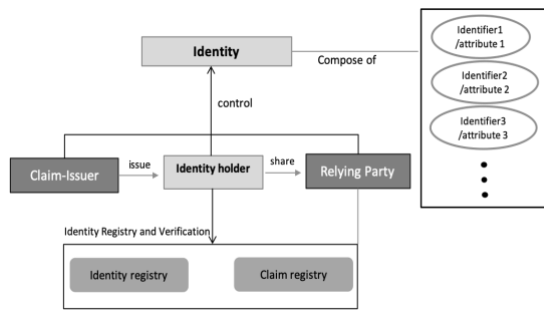 Identity
Compose of
Identifier1
/attribute 1
Identifier2
/attribute 2
Identifier3
/attribute 3
control
Claim-Issuer
issue
Identity holder
share
Relying Party
Identity Registry and Verification
Identity registry
Claim registry